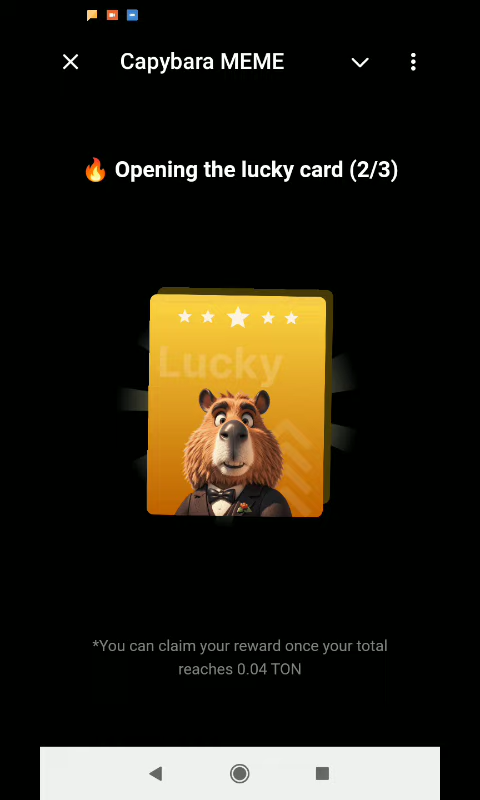 Capybara MEME
🔥 Opening the lucky card (2/3)
Lucky
*You can claim your reward once your total
reaches 0.04 TON